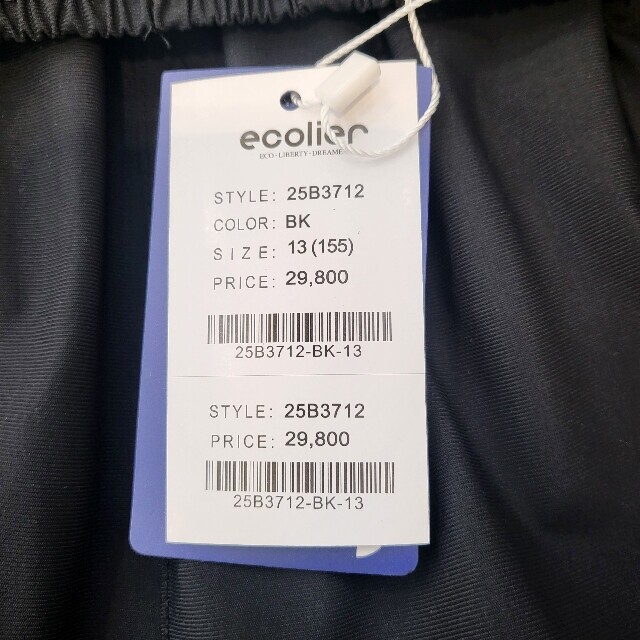 ecolier
ECO·LIBERTY·DREAME
STYLE: 25B3712
COLOR: BK
SIZE: 13(155)
PRICE: 29,800
25B3712-BK-13
STYLE: 25B3712
PRICE: 29,800
25B3712-BK-13